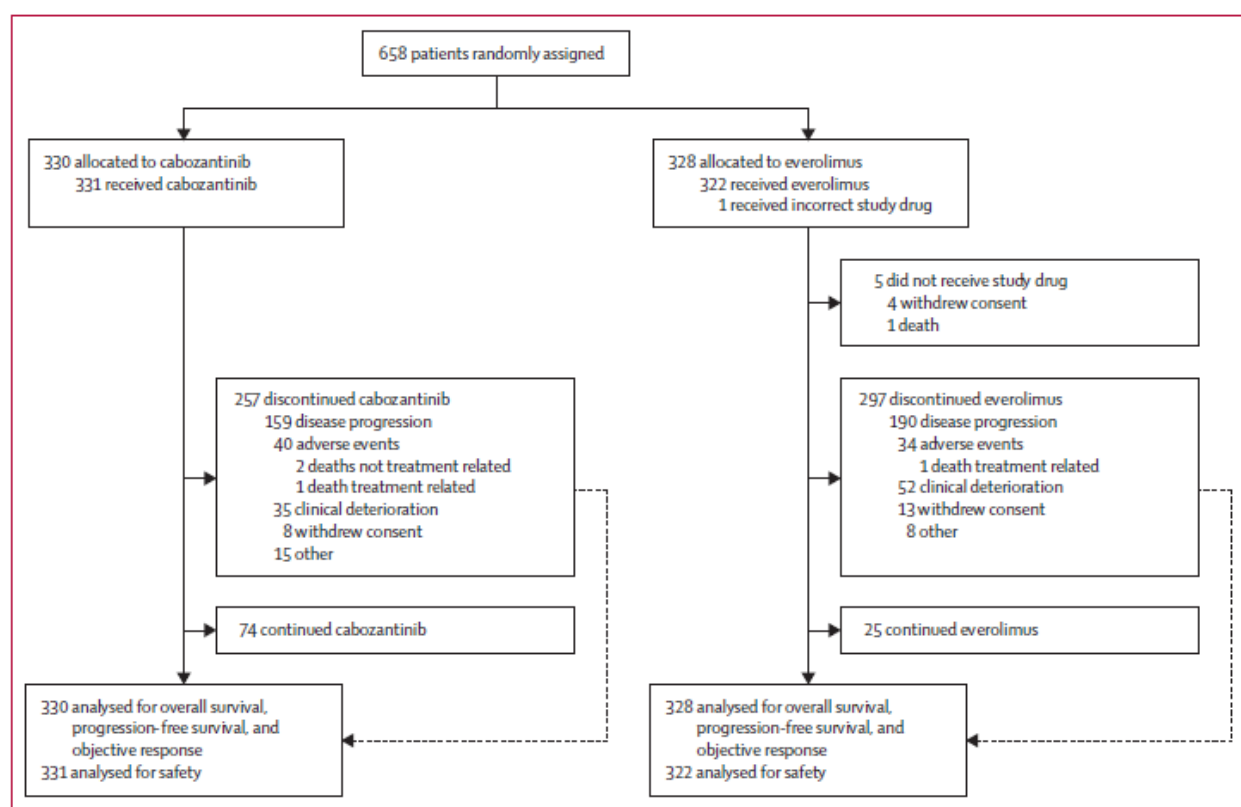 658 patients randomly assigned
330 allocated to cabozantinib
331 received cabozantinib
328 allocated to everolimus
322 received everolimus
1 received incorrect study drug
5 did not receive study drug
4 withdrew consent
1 death
257 discontinued cabozantinib
159 disease progression
40 adverse events
2 deaths not treatment related
1 death treatment related
35 clinical deterioration
8 withdrew consent
15 other
297 discontinued everolimus
190 disease progression
34 adverse events
1 death treatment related
52 clinical deterioration
13 withdrew consent
8 other
74 continued cabozantinib
25 continued everolimus
330 analysed for overall survival,
progression-free survival, and
objective response
331 analysed for safety
328 analysed for overall survival,
progression-free survival, and
objective response
322 analysed for safety